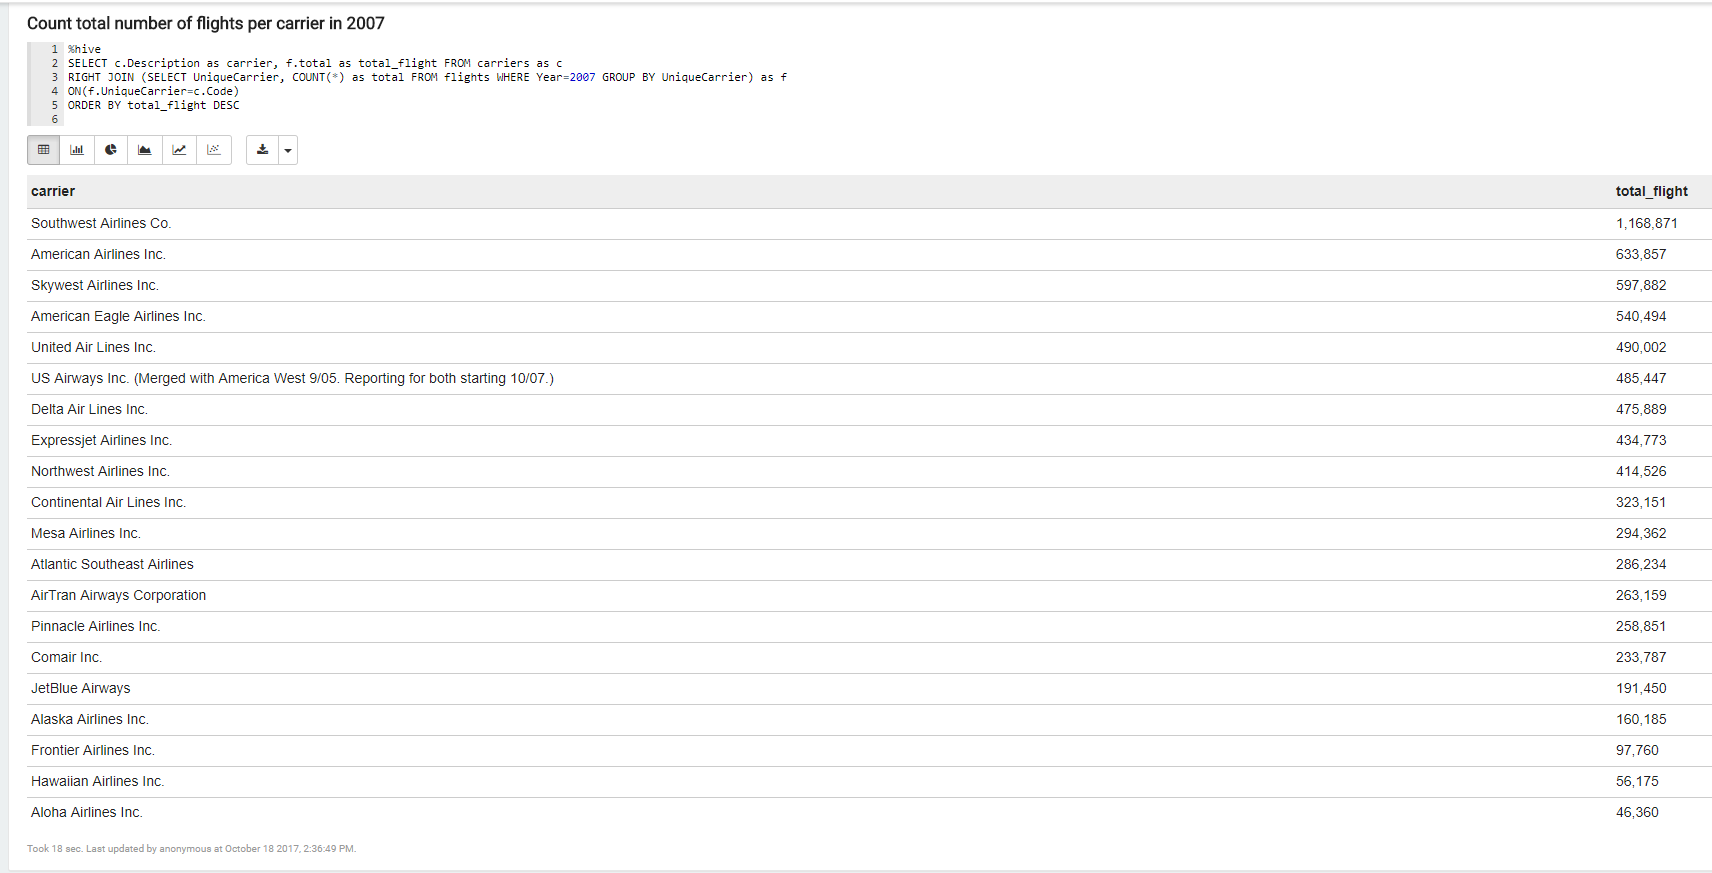 Count total number of flights per carrier in 2007
1 %hive
2 SELECT c.Description as carrier, f.total as total_flight FROM carriers as c
3 RIGHT JOIN (SELECT UniqueCarrier, COUNT(*) as total FROM flights WHERE Year=2007 GROUP BY UniqueCarrier) as f
4 ON(f.UniqueCarrier=c.Code)
5 ORDER BY total_flight DESC
6
carrier total_flight
Southwest Airlines Co. 1,168,871
American Airlines Inc. 633,857
Skywest Airlines Inc. 597,882
American Eagle Airlines Inc. 540,494
United Air Lines Inc. 490,002
US Airways Inc. (Merged with America West 9/05. Reporting for both starting 10/07.) 485,447
Delta Air Lines Inc. 475,889
Expressjet Airlines Inc. 434,773
Northwest Airlines Inc. 414,526
Continental Air Lines Inc. 323,151
Mesa Airlines Inc. 294,362
Atlantic Southeast Airlines 286,234
AirTran Airways Corporation 263,159
Pinnacle Airlines Inc. 258,851
Comair Inc. 233,787
JetBlue Airways 191,450
Alaska Airlines Inc. 160,185
Frontier Airlines Inc. 97,760
Hawaiian Airlines Inc. 56,175
Aloha Airlines Inc. 46,360
Took 18 sec. Last updated by anonymous at October 18 2017, 2:36:49 PM.